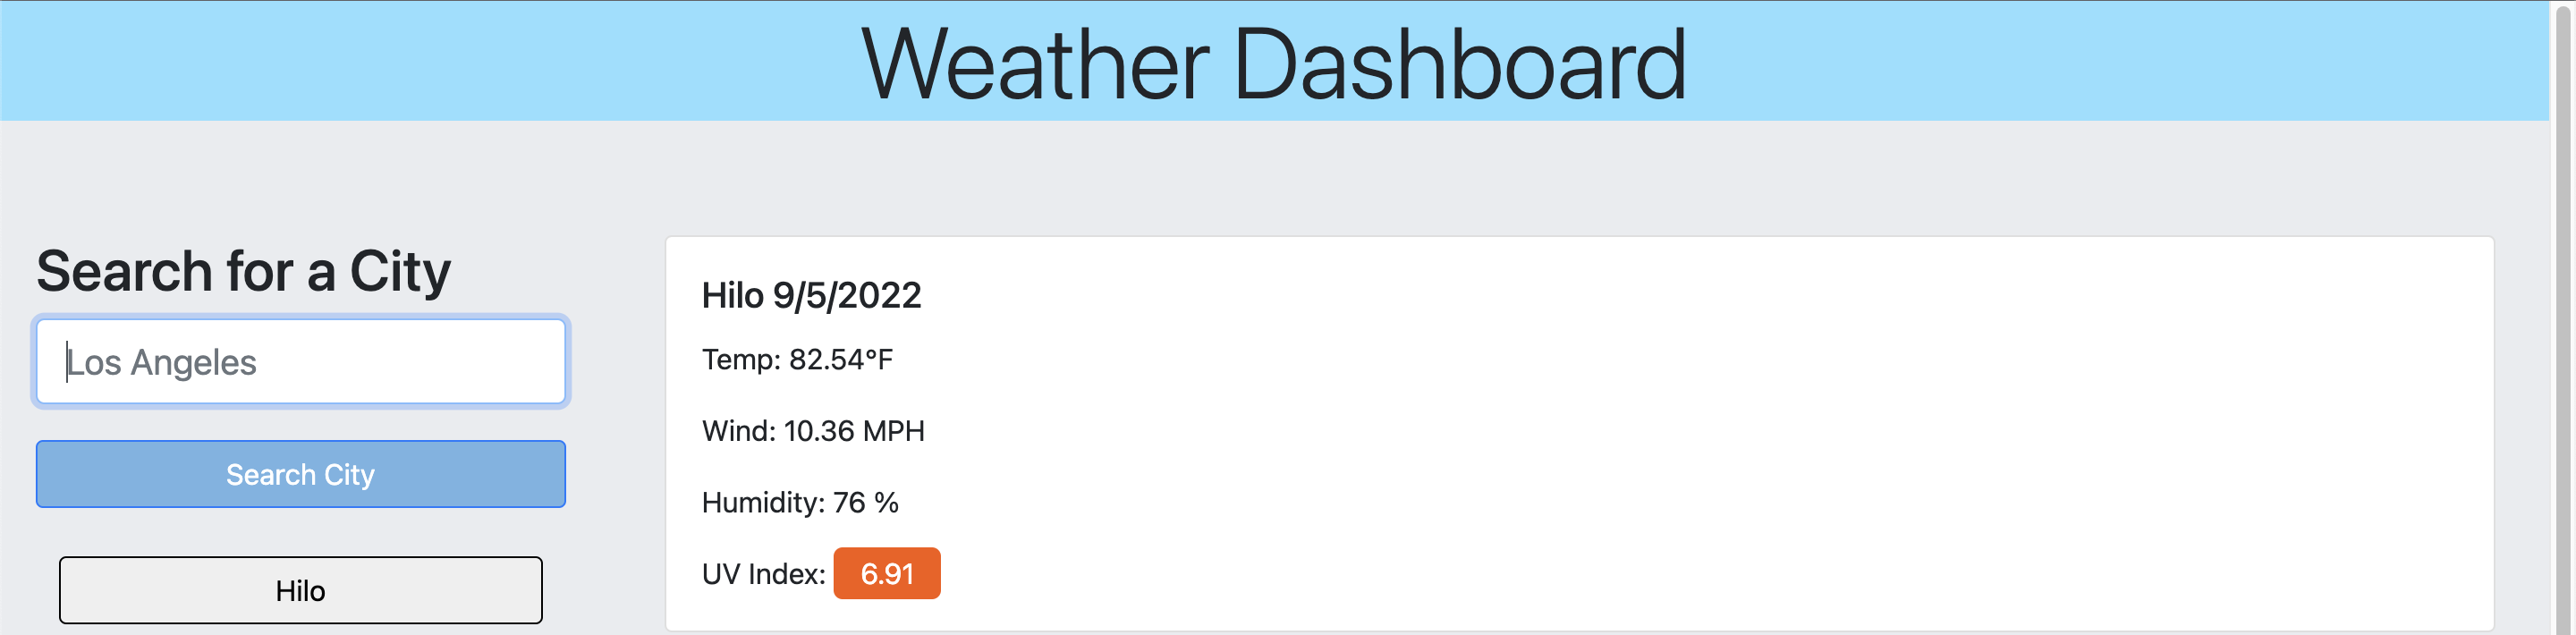 Weather Dashboard
Search for a City
Los Angeles
Search City
Hilo
Hilo 9/5/2022
Temp: 82.54°F
Wind: 10.36 MPH
Humidity: 76 %
UV Index: 6.91